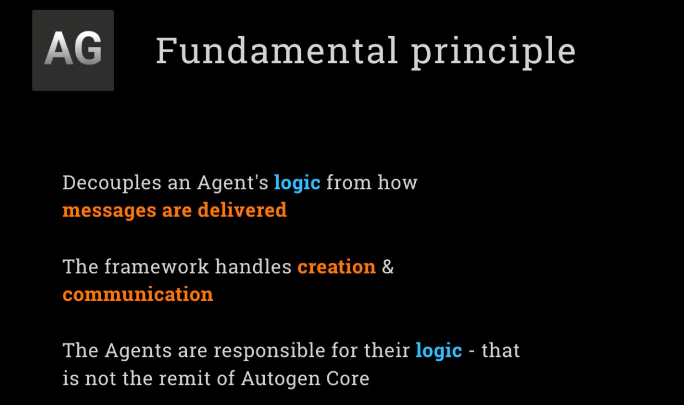 AG
Fundamental principle
Decouples an Agent's logic from how
messages are delivered
The framework handles creation &
communication
The Agents are responsible for their logic - that
is not the remit of Autogen Core